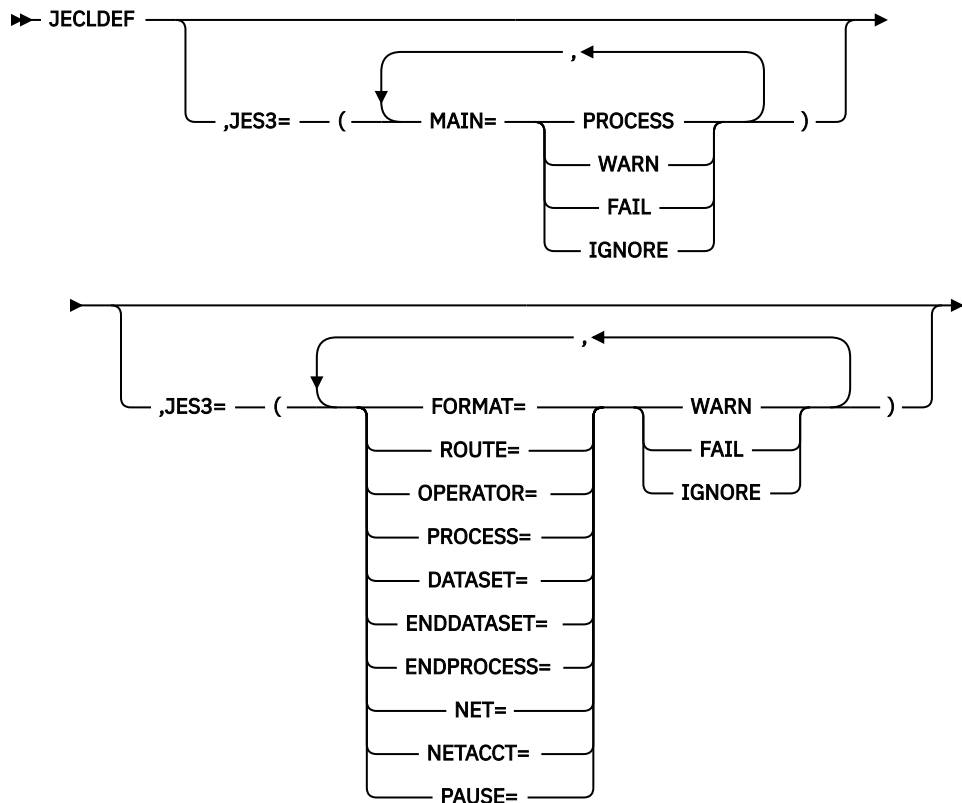 JECLDEF
,
,JES3= ( MAIN= PROCESS )
WARN
FAIL
IGNORE
,
,JES3= ( FORMAT= WARN )
ROUTE= FAIL
OPERATOR= IGNORE
PROCESS=
DATASET=
ENDDATASET=
ENDPROCESS=
NET=
NETACCT=
PAUSE=